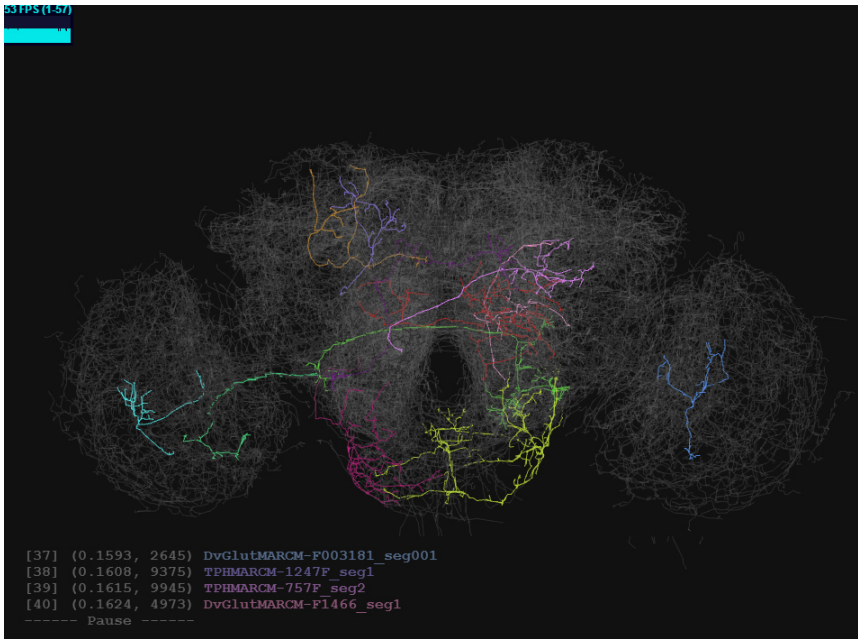 53 FPS (1-57)
[37] (0.1593, 2645) DvGlutMARCM-F003181_seg001
[38] (0.1608, 9375) TPHMARCM-1247F_seg1
[39] (0.1615, 9945) TPHMARCM-757F_seg2
[40] (0.1624, 4973) DvGlutMARCM-F1466_seg1
------ Pause ------